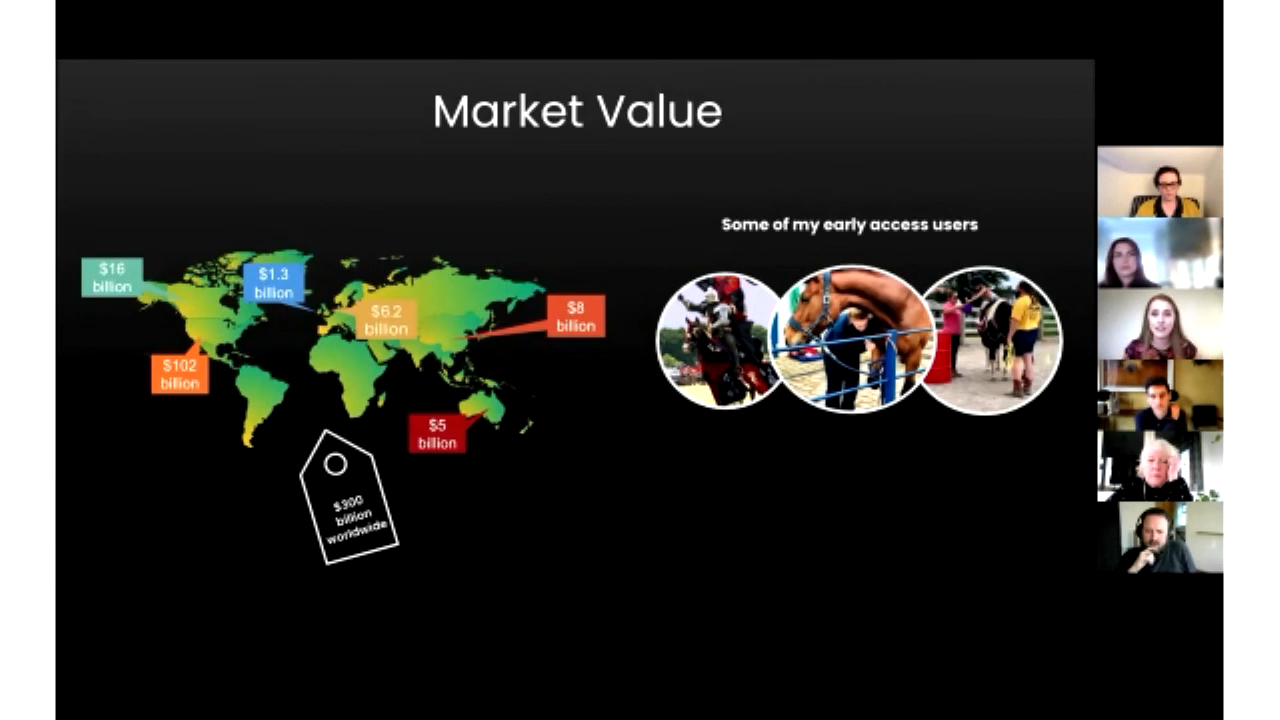 Market Value
Some of my early access users
$16
billion
$1.3
billion
$6.2
billion
$8
billion
$102
billion
$5
billion
$300
billion
worldwide